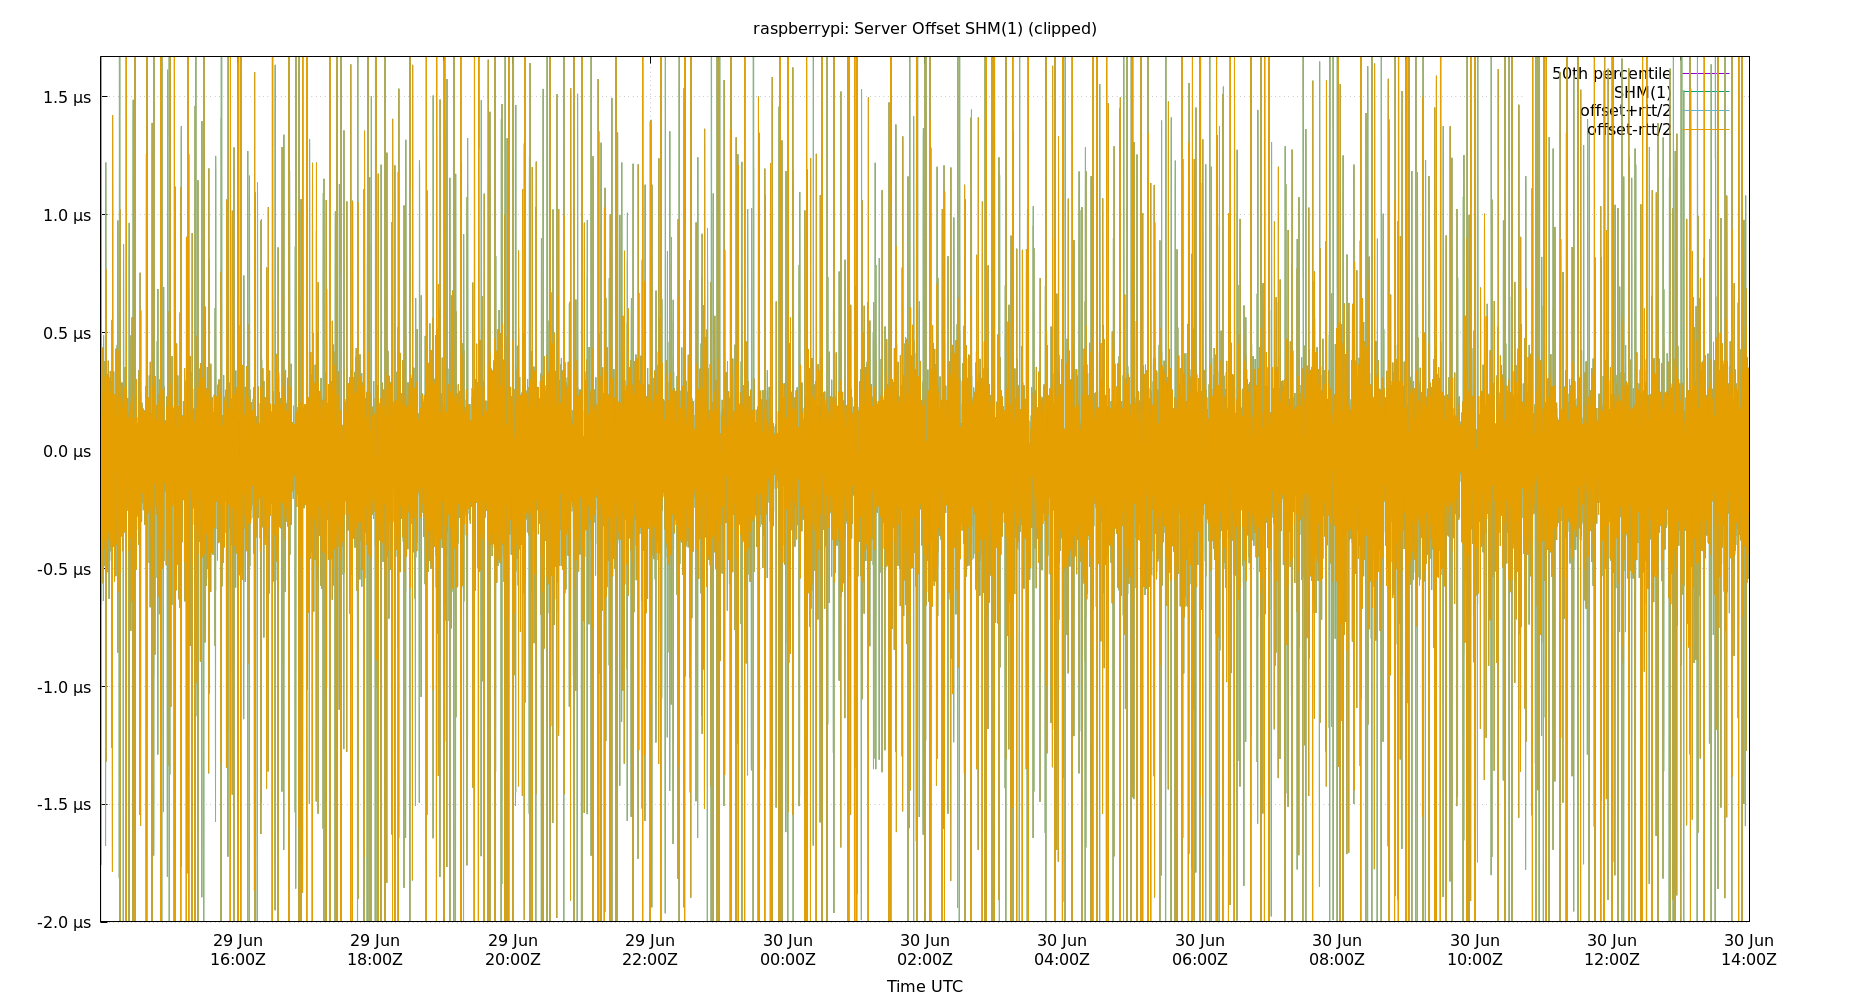 raspberrypi: Server Offset SHM(1) (clipped)
50th percentile
SHM(1)
offset+rtt/2
offset-rtt/2
1.5 µs
1.0 µs
0.5 µs
0.0 µs
-0.5 µs
-1.0 µs
-1.5 µs
-2.0 µs
29 Jun 29 Jun 29 Jun 29 Jun 30 Jun 30 Jun 30 Jun 30 Jun 30 Jun 30 Jun 30 Jun 30 Jun
16:00Z 18:00Z 20:00Z 22:00Z 00:00Z 02:00Z 04:00Z 06:00Z 08:00Z 10:00Z 12:00Z 14:00Z
Time UTC